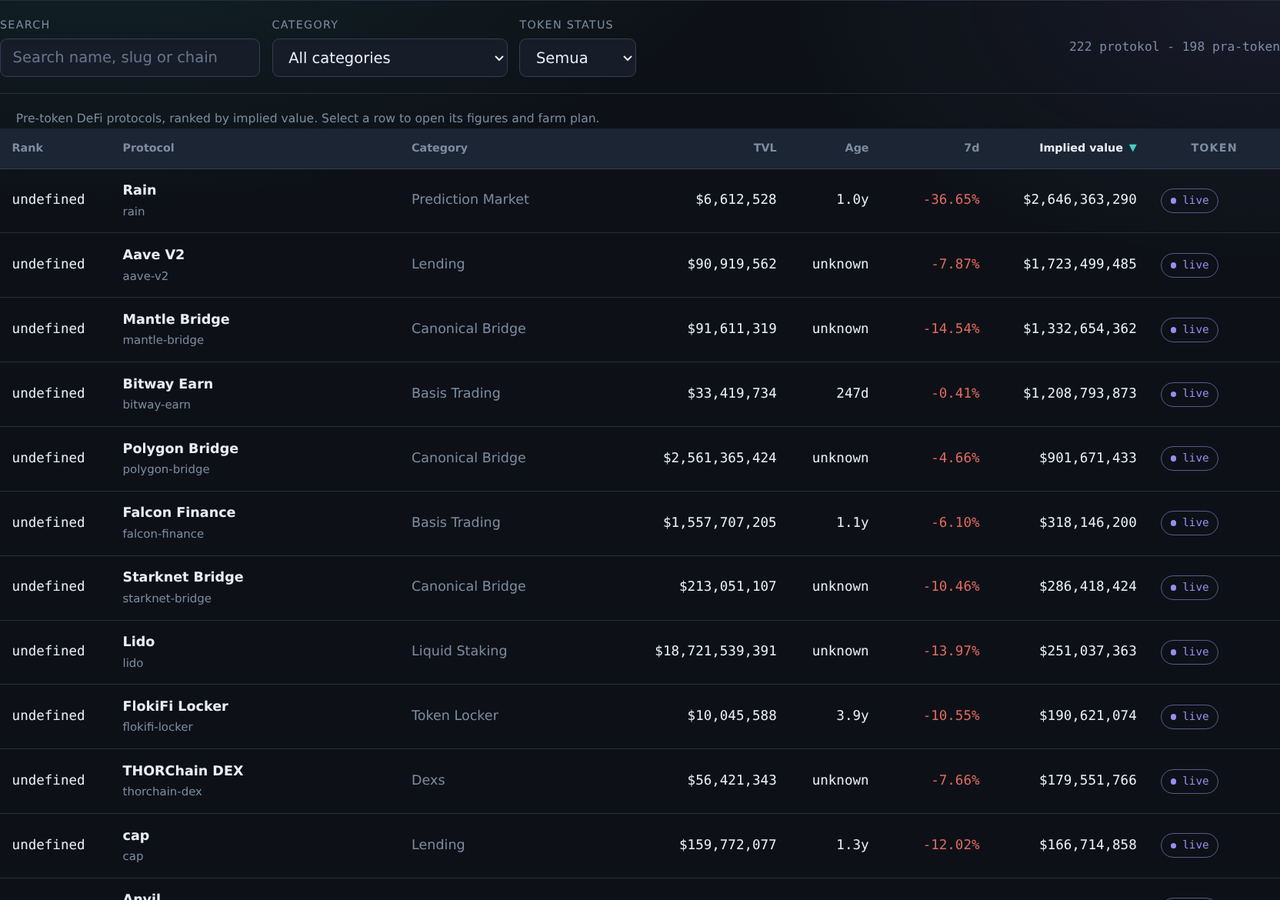 SEARCH CATEGORY TOKEN STATUS
Search name, slug or chain All categories Semua 222 protokol - 198 pra-token
Pre-token DeFi protocols, ranked by implied value. Select a row to open its figures and farm plan.
Rank Protocol Category TVL Age 7d Implied value ▼ TOKEN
undefined Rain Prediction Market $6,612,528 1.0y -36.65% $2,646,363,290 live
rain
undefined Aave V2 Lending $90,919,562 unknown -7.87% $1,723,499,485 live
aave-v2
undefined Mantle Bridge Canonical Bridge $91,611,319 unknown -14.54% $1,332,654,362 live
mantle-bridge
undefined Bitway Earn Basis Trading $33,419,734 247d -0.41% $1,208,793,873 live
bitway-earn
undefined Polygon Bridge Canonical Bridge $2,561,365,424 unknown -4.66% $901,671,433 live
polygon-bridge
undefined Falcon Finance Basis Trading $1,557,707,205 1.1y -6.10% $318,146,200 live
falcon-finance
undefined Starknet Bridge Canonical Bridge $213,051,107 unknown -10.46% $286,418,424 live
starknet-bridge
undefined Lido Liquid Staking $18,721,539,391 unknown -13.97% $251,037,363 live
lido
undefined FlokiFi Locker Token Locker $10,045,588 3.9y -10.55% $190,621,074 live
flokifi-locker
undefined THORChain DEX Dexs $56,421,343 unknown -7.66% $179,551,766 live
thorchain-dex
undefined cap Lending $159,772,077 1.3y -12.02% $166,714,858 live
cap
Anvil